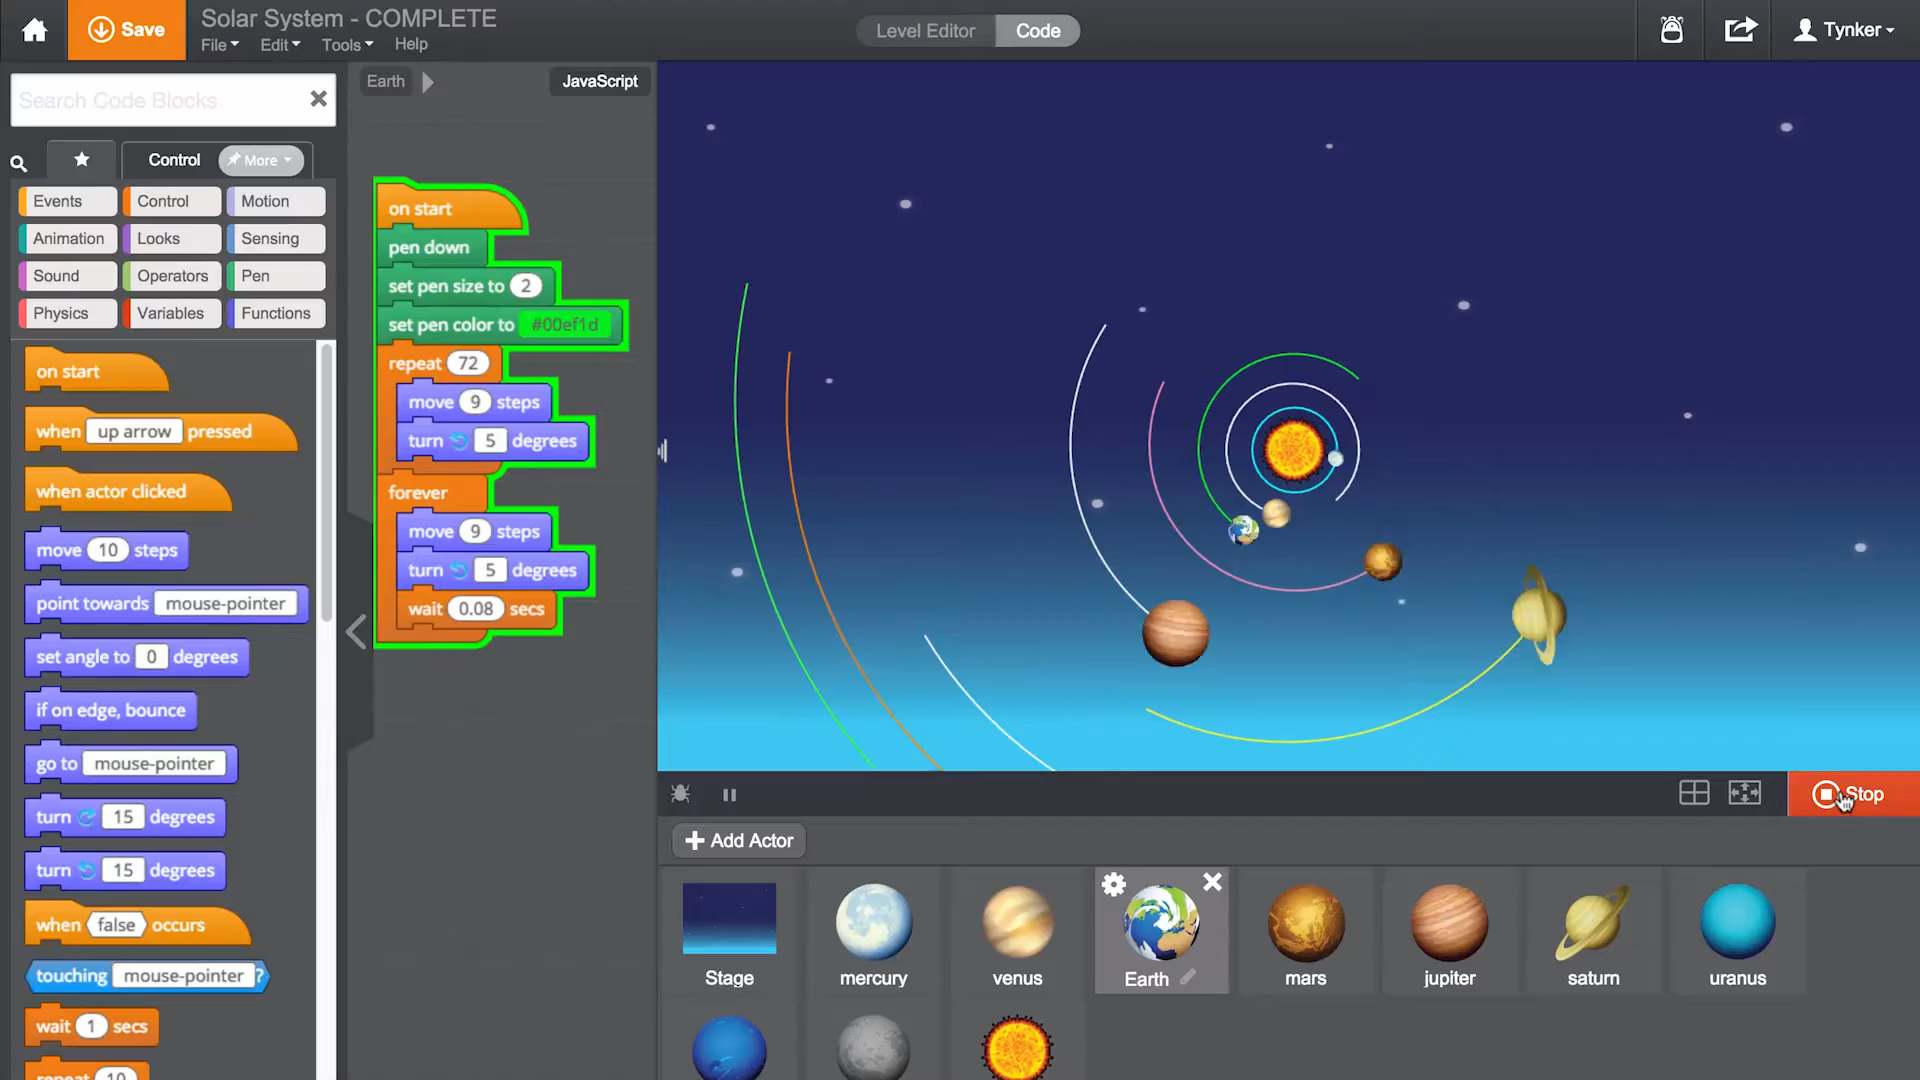 Save
Solar System - COMPLETE
File Edit Tools Help
Level Editor Code
Tynker
Search Code Blocks
Control More
Events Control Motion
Animation Looks Sensing
Sound Operators Pen
Physics Variables Functions
on start
when up arrow pressed
when actor clicked
move 10 steps
point towards mouse-pointer
set angle to 0 degrees
if on edge, bounce
go to mouse-pointer
turn 15 degrees
turn 15 degrees
when false occurs
touching mouse-pointer ?
wait 1 secs
repeat 10
Earth JavaScript
on start
pen down
set pen size to 2
set pen color to #00ef1d
repeat 72
move 9 steps
turn 5 degrees
forever
move 9 steps
turn 5 degrees
wait 0.08 secs
Stop
Add Actor
Stage mercury venus Earth mars jupiter saturn uranus